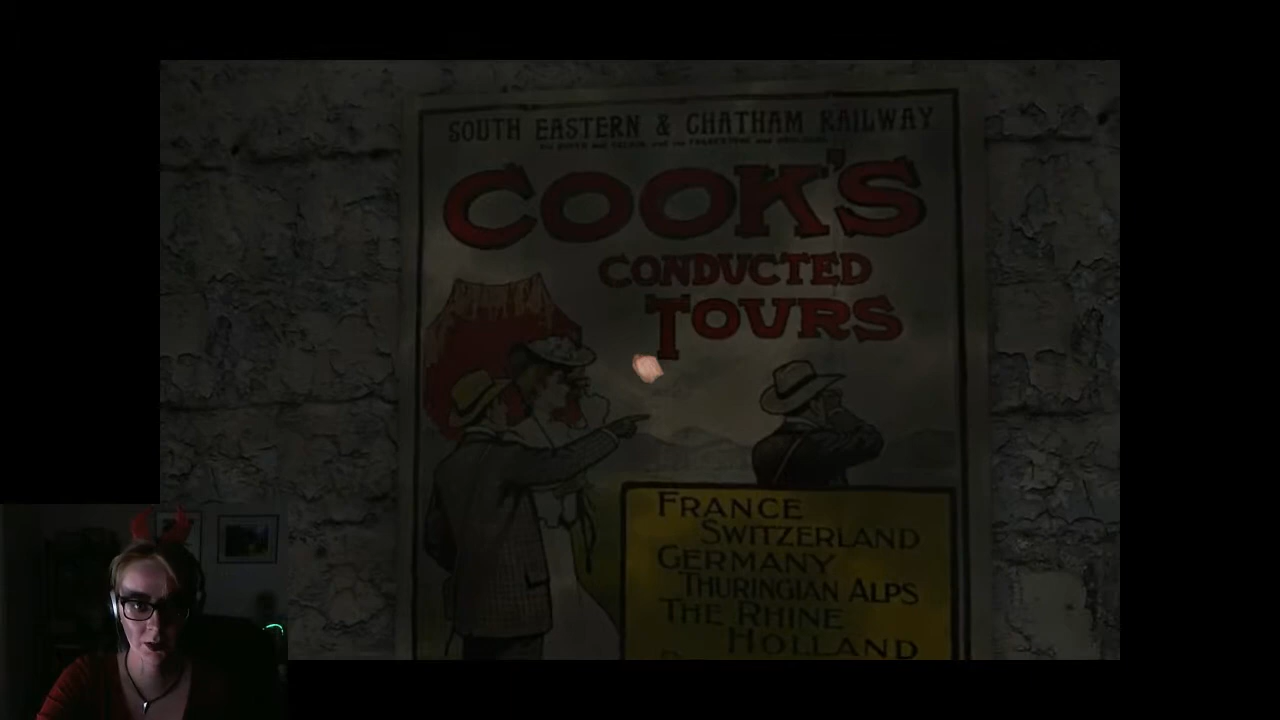 SOUTH EASTERN & CHATHAM RAILWAY
COOK'S
CONDUCTED
TOURS
FRANCE
SWITZERLAND
GERMANY
THURINGIAN ALPS
THE RHINE
HOLLAND